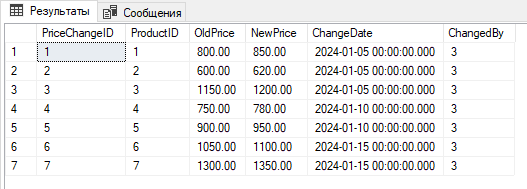 Результаты Сообщения
PriceChangeID ProductID OldPrice NewPrice ChangeDate ChangedBy
1 1 1 800.00 850.00 2024-01-05 00:00:00.000 3
2 2 2 600.00 620.00 2024-01-05 00:00:00.000 3
3 3 3 1150.00 1200.00 2024-01-05 00:00:00.000 3
4 4 4 750.00 780.00 2024-01-10 00:00:00.000 3
5 5 5 900.00 950.00 2024-01-10 00:00:00.000 3
6 6 6 1050.00 1100.00 2024-01-15 00:00:00.000 3
7 7 7 1300.00 1350.00 2024-01-15 00:00:00.000 3